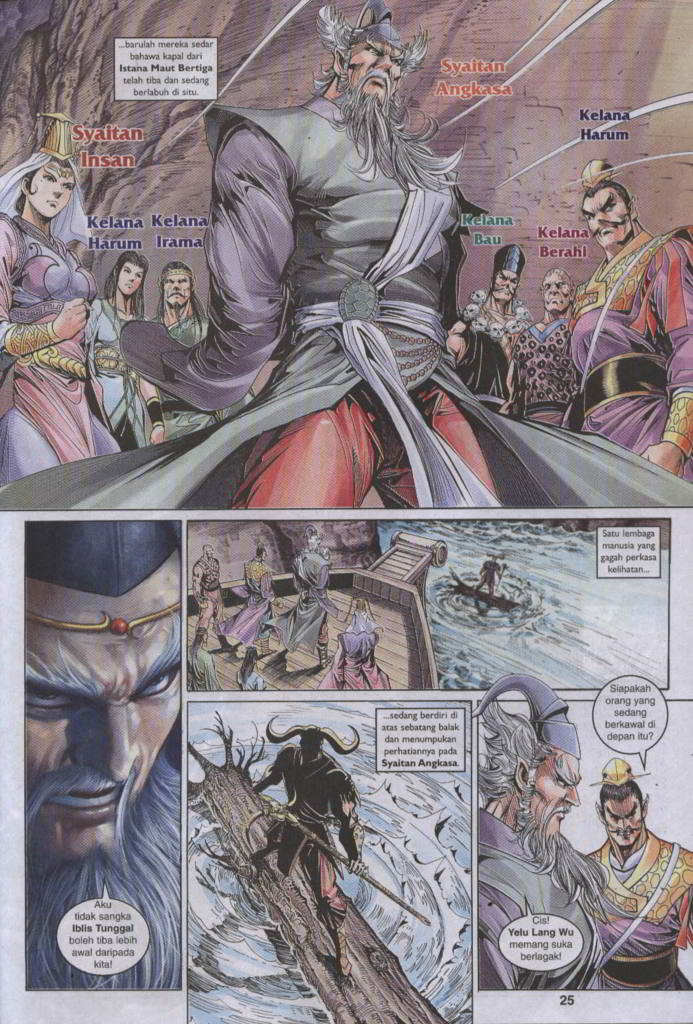 ...barulah mereka sedar
bahawa kapal dari
Istana Maut Bertiga
telah tiba dan sedang
berlabuh di situ.
Syaitan
Angkasa
Kelana
Harum
Syaitan
Insan
Kelana
Harum
Kelana
Irama
Kelana
Bau
Kelana
Berahi
Aku
tidak sangka
Iblis Tunggal
boleh tiba lebih
awal daripada
kita!
Satu lembaga
manusia yang
gagah perkasa
kelihatan...
...sedang berdiri di
atas sebatang balak
dan menumpukan
perhatiannya pada
Syaitan Angkasa.
Siapakah
orang yang
sedang
berkawal di
depan itu?
Cis!
Yelu Lang Wu
memang suka
berlagak!
25